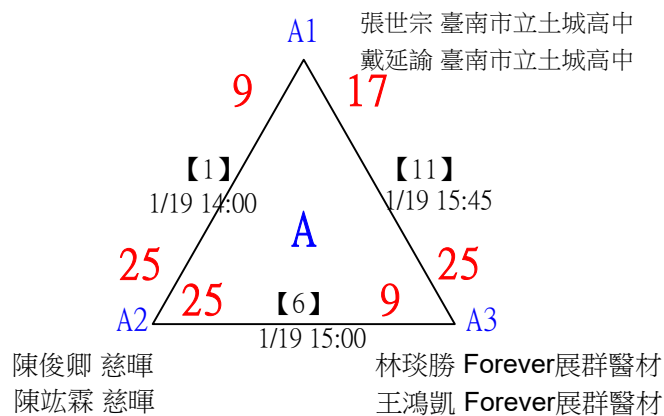 A1
張世宗 臺南市立土城高中
戴延諭 臺南市立土城高中
9
17
【1】
1/19 14:00
【11】
1/19 15:45
A
25
25
9
25
【6】
1/19 15:00
A2
A3
陳俊卿 慈暉
陳竑霖 慈暉
林琰勝 Forever展群醫材
王鴻凱 Forever展群醫材